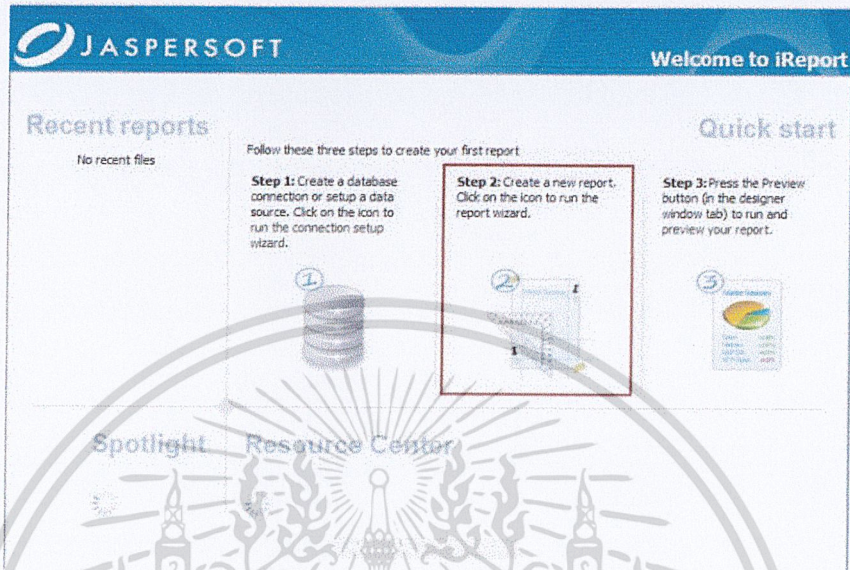 JASPERSOFT
Welcome to iReport
Recent reports
No recent files
Quick start
Follow these three steps to create your first report
Step 1: Create a database
connection or setup a data
source. Click on the icon to
run the connection setup
wizard.
Step 2: Create a new report.
Click on the icon to run the
report wizard.
Step 3: Press the Preview
button (in the designer
window tab) to run and
preview your report.
1
2
3
Spotlight
Resource Center